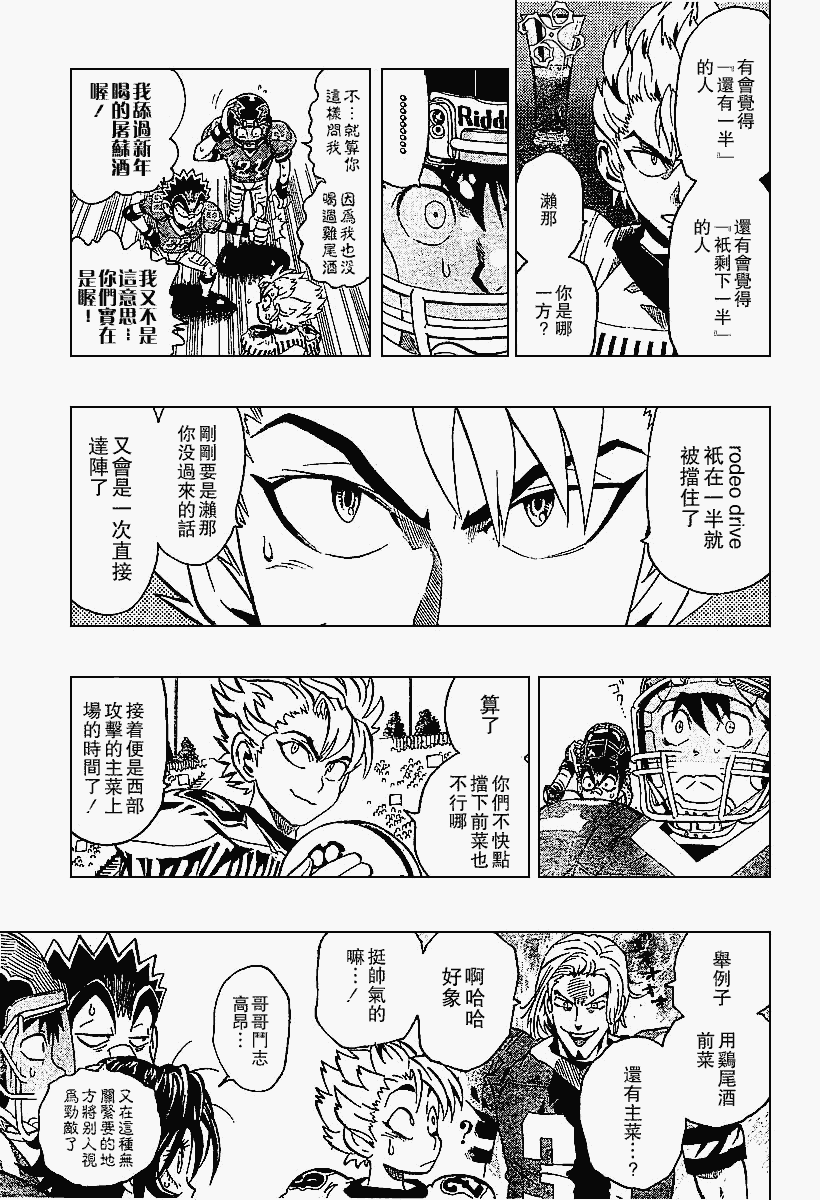 有會覺得
『還有一半』
的人
還有會覺得
『衹剩下一半』
的人
瀨那
你是哪
一方？
Riddе
不…就算你
這樣問我
因爲我也没
喝過雞尾酒
我舔過新年
喝的屠蘇酒
喔！
我又不是
這意思…
你們實在
是喔！
rodeo drive
衹在一半就
被擋住了
剛剛要是瀨那
你没過來的話
又會是一次直接
達陣了
算了
你們不快點
擋下前菜也
不行哪
接着便是西部
攻擊的主菜上
場的時間了！
舉例子
用鷄尾酒
前菜
還有主菜…？
啊哈哈
好象
挺帥氣的
嘛…！
？
哥哥鬥志
高昂…
又在這種無
關緊要的地
方將别人視
爲勁敵了